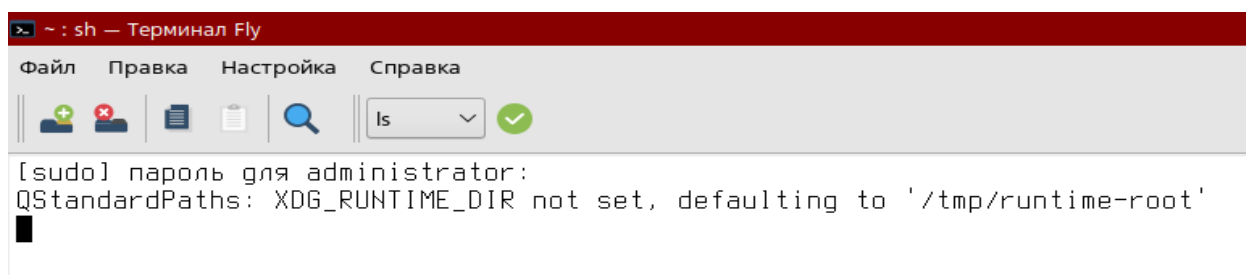 ~ : sh — Терминал Fly
Файл Правка Настройка Справка
ls
[sudo] пароль для administrator:
QStandardPaths: XDG_RUNTIME_DIR not set, defaulting to '/tmp/runtime-root'